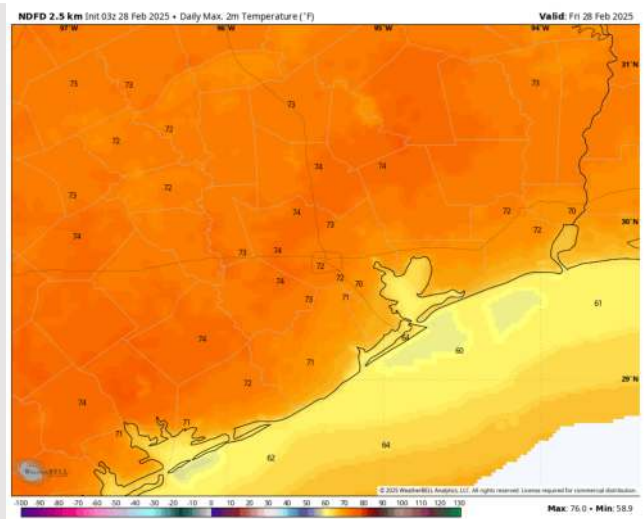 NDFD 2.5 km Init 03z 28 Feb 2025 • Daily Max. 2m Temperature (°F) Valid: Fri 28 Feb 2025
97°W 96°W 95°W 94°W
31°N
73 73 73
73
72 72
74 74
73 72
74 72 70
74 73 72 30°N
73 74
72
74 72 70
73 71
61
74 64 60
71
72 29°N
74
71 71
64
62
WeatherBELL
© 2025 WeatherBELL Analytics, LLC. All rights reserved. License required for commercial distribution.
-100 -90 -80 -70 -60 -50 -40 -30 -20 -10 0 10 20 30 40 50 60 70 80 90 100 110 120 130
Max: 76.0 • Min: 58.9